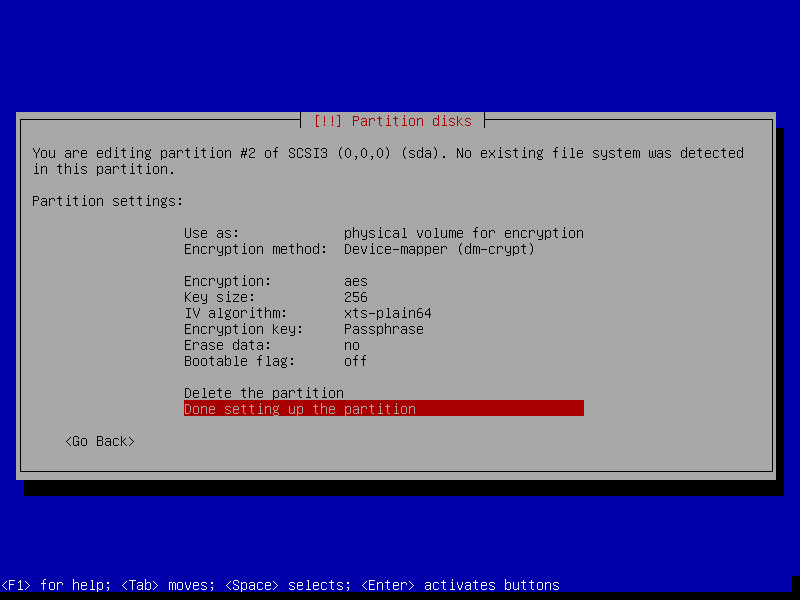 [!!] Partition disks
You are editing partition #2 of SCSI3 (0,0,0) (sda). No existing file system was detected
in this partition.
Partition settings:
Use as: physical volume for encryption
Encryption method: Device-mapper (dm-crypt)
Encryption: aes
Key size: 256
IV algorithm: xts-plain64
Encryption key: Passphrase
Erase data: no
Bootable flag: off
Delete the partition
Done setting up the partition
<Go Back>
<F1> for help; <Tab> moves; <Space> selects; <Enter> activates buttons